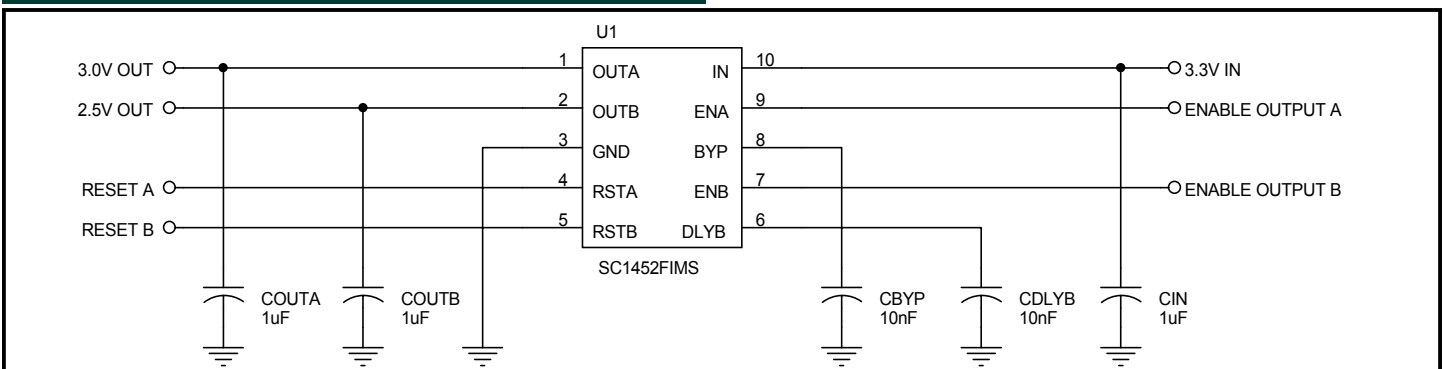 U1
3.0V OUT 1 OUTA IN 10 3.3V IN
2.5V OUT 2 OUTB ENA 9 ENABLE OUTPUT A
3 GND BYP 8
RESET A 4 RSTA ENB 7 ENABLE OUTPUT B
RESET B 5 RSTB DLYB 6
SC1452FIMS
COUTA COUTB CBYP CDLYB CIN
1uF 1uF 10nF 10nF 1uF